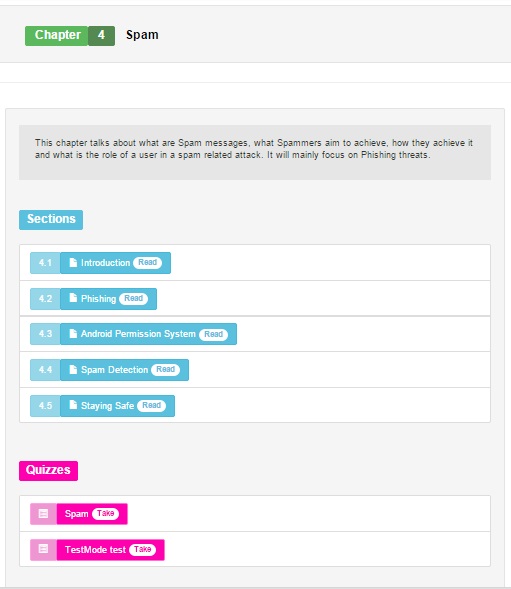 Chapter 4 Spam
This chapter talks about what are Spam messages, what Spammers aim to achieve, how they achieve it
and what is the role of a user in a spam related attack. It will mainly focus on Phishing threats.
Sections
4.1 Introduction Read
4.2 Phishing Read
4.3 Android Permission System Read
4.4 Spam Detection Read
4.5 Staying Safe Read
Quizzes
Spam Take
TestMode test Take